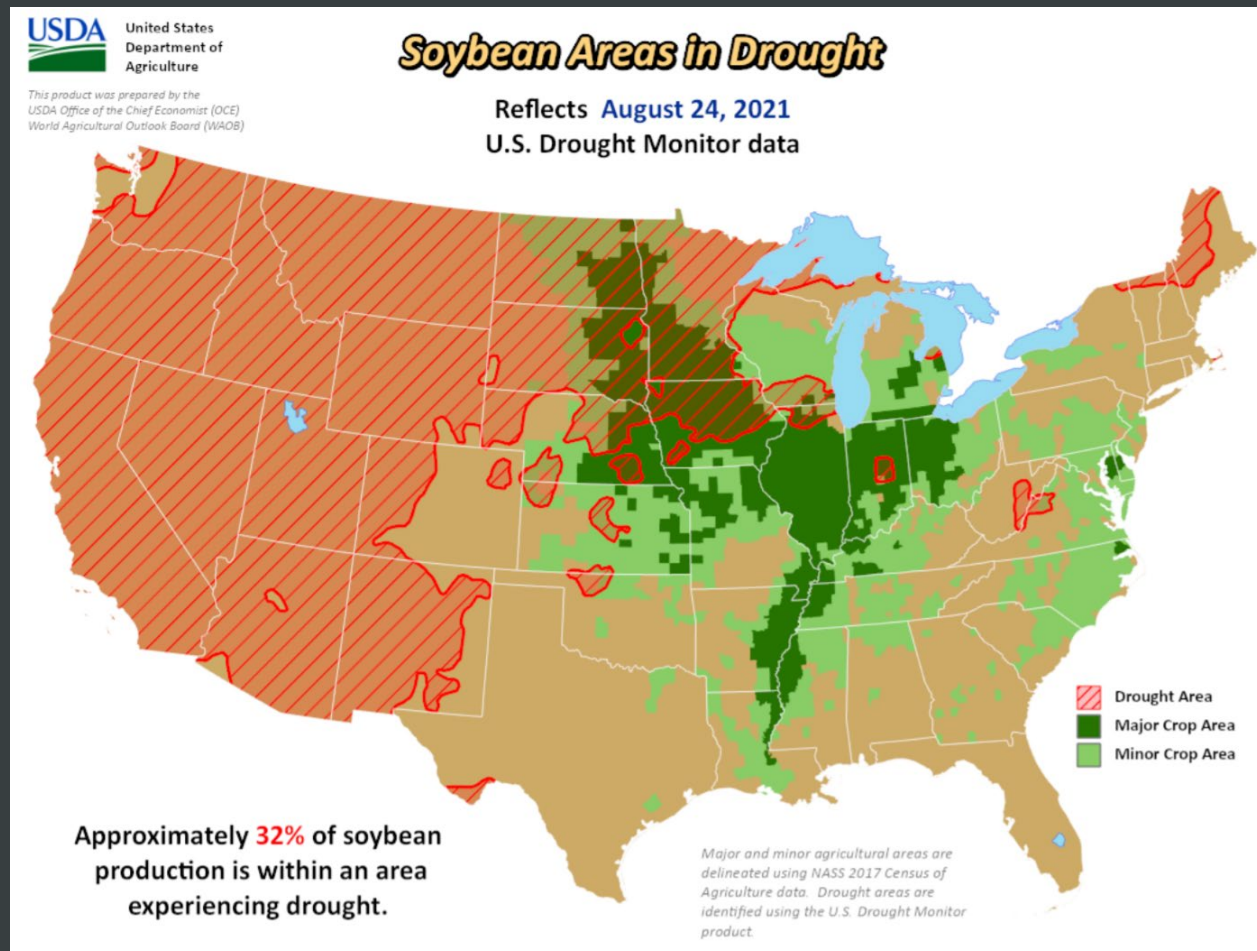 USDA
United States
Department of
Agriculture
This product was prepared by the
USDA Office of the Chief Economist (OCE)
World Agricultural Outlook Board (WAOB)
Soybean Areas in Drought
Reflects August 24, 2021
U.S. Drought Monitor data
Drought Area
Major Crop Area
Minor Crop Area
Approximately 32% of soybean
production is within an area
experiencing drought.
Major and minor agricultural areas are
delineated using NASS 2017 Census of
Agriculture data. Drought areas are
identified using the U.S. Drought Monitor
product.